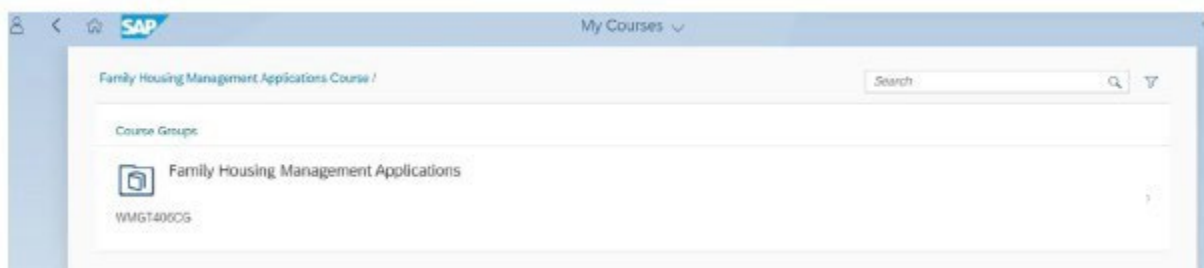 SAP
My Courses
Family Housing Management Applications Course /
Search
Course Groups
Family Housing Management Applications
WMGT406CG